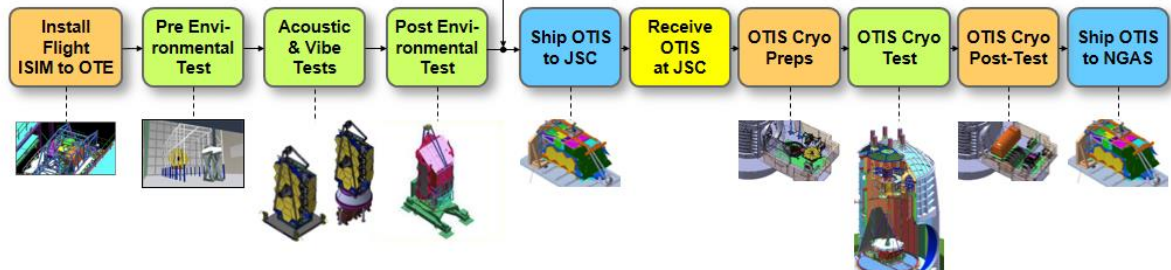 Install
Flight
ISIM to OTE
Pre Envi-
ronmental
Test
Acoustic
& Vibe
Tests
Post Envi-
ronmental
Test
Ship OTIS
to JSC
Receive
OTIS
at JSC
OTIS Cryo
Preps
OTIS Cryo
Test
OTIS Cryo
Post-Test
Ship OTIS
to NGAS